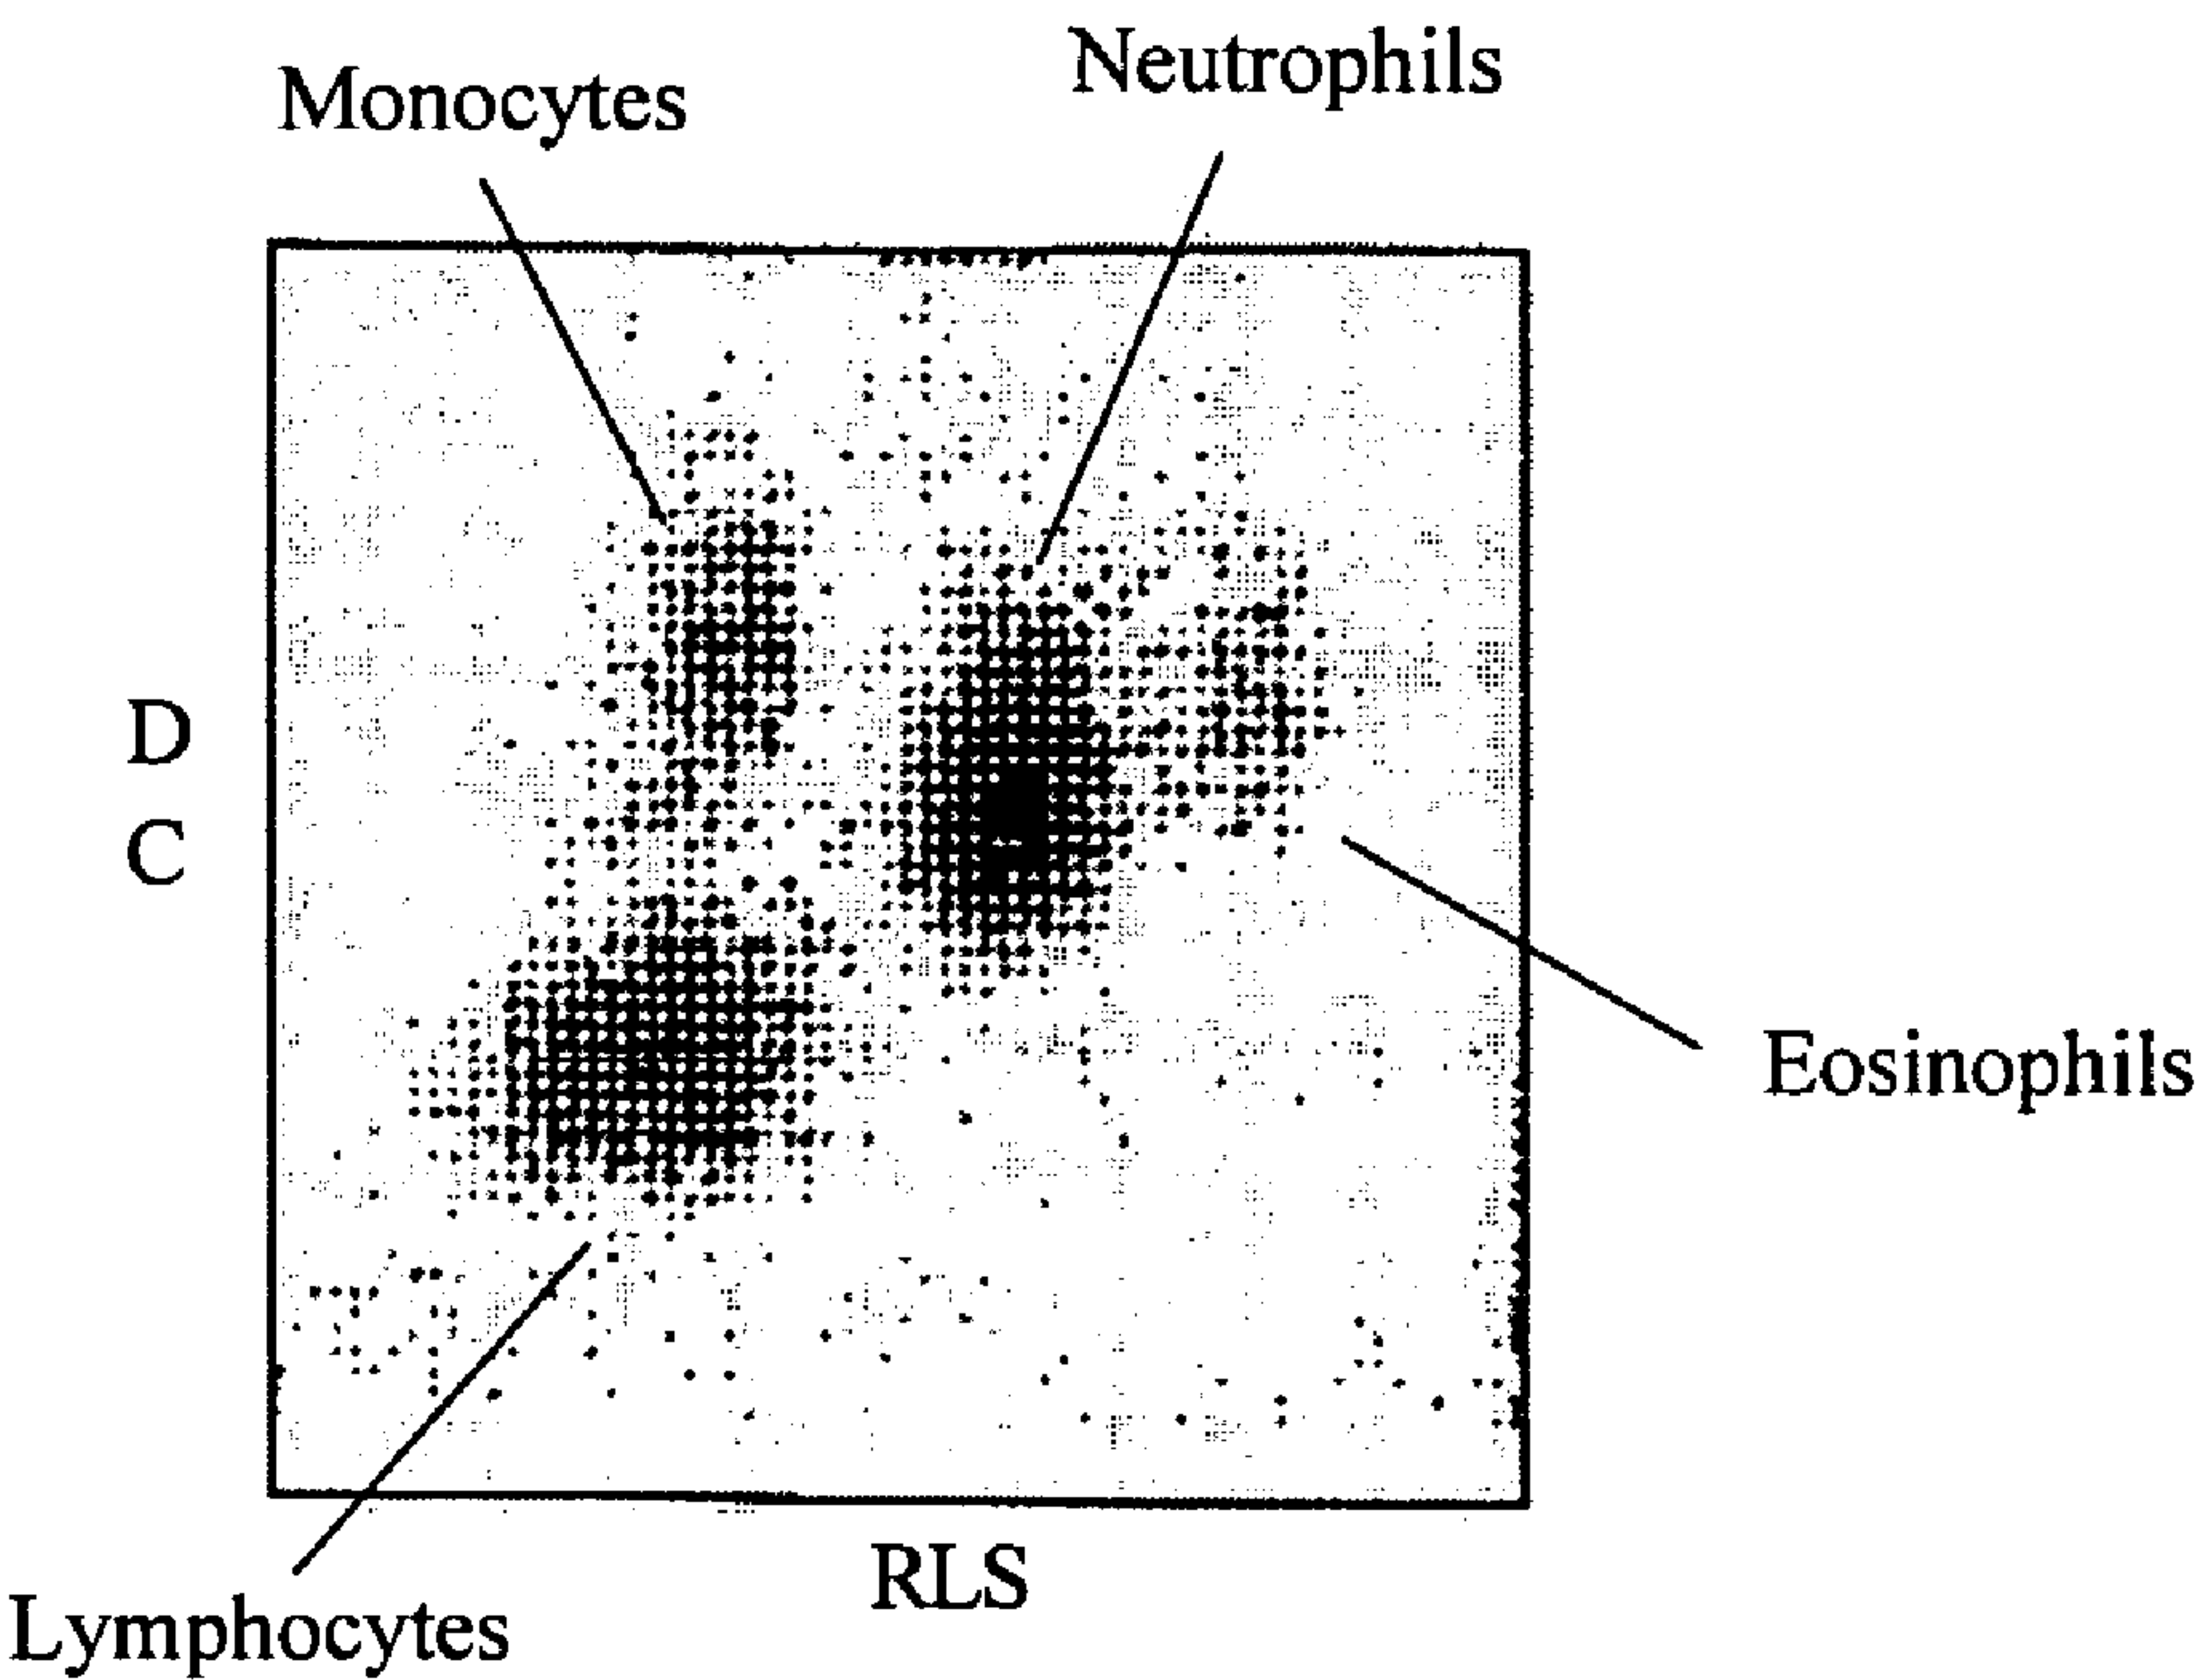 Neutrophils
Monocytes
D
C
Eosinophils
RLS
Lymphocytes